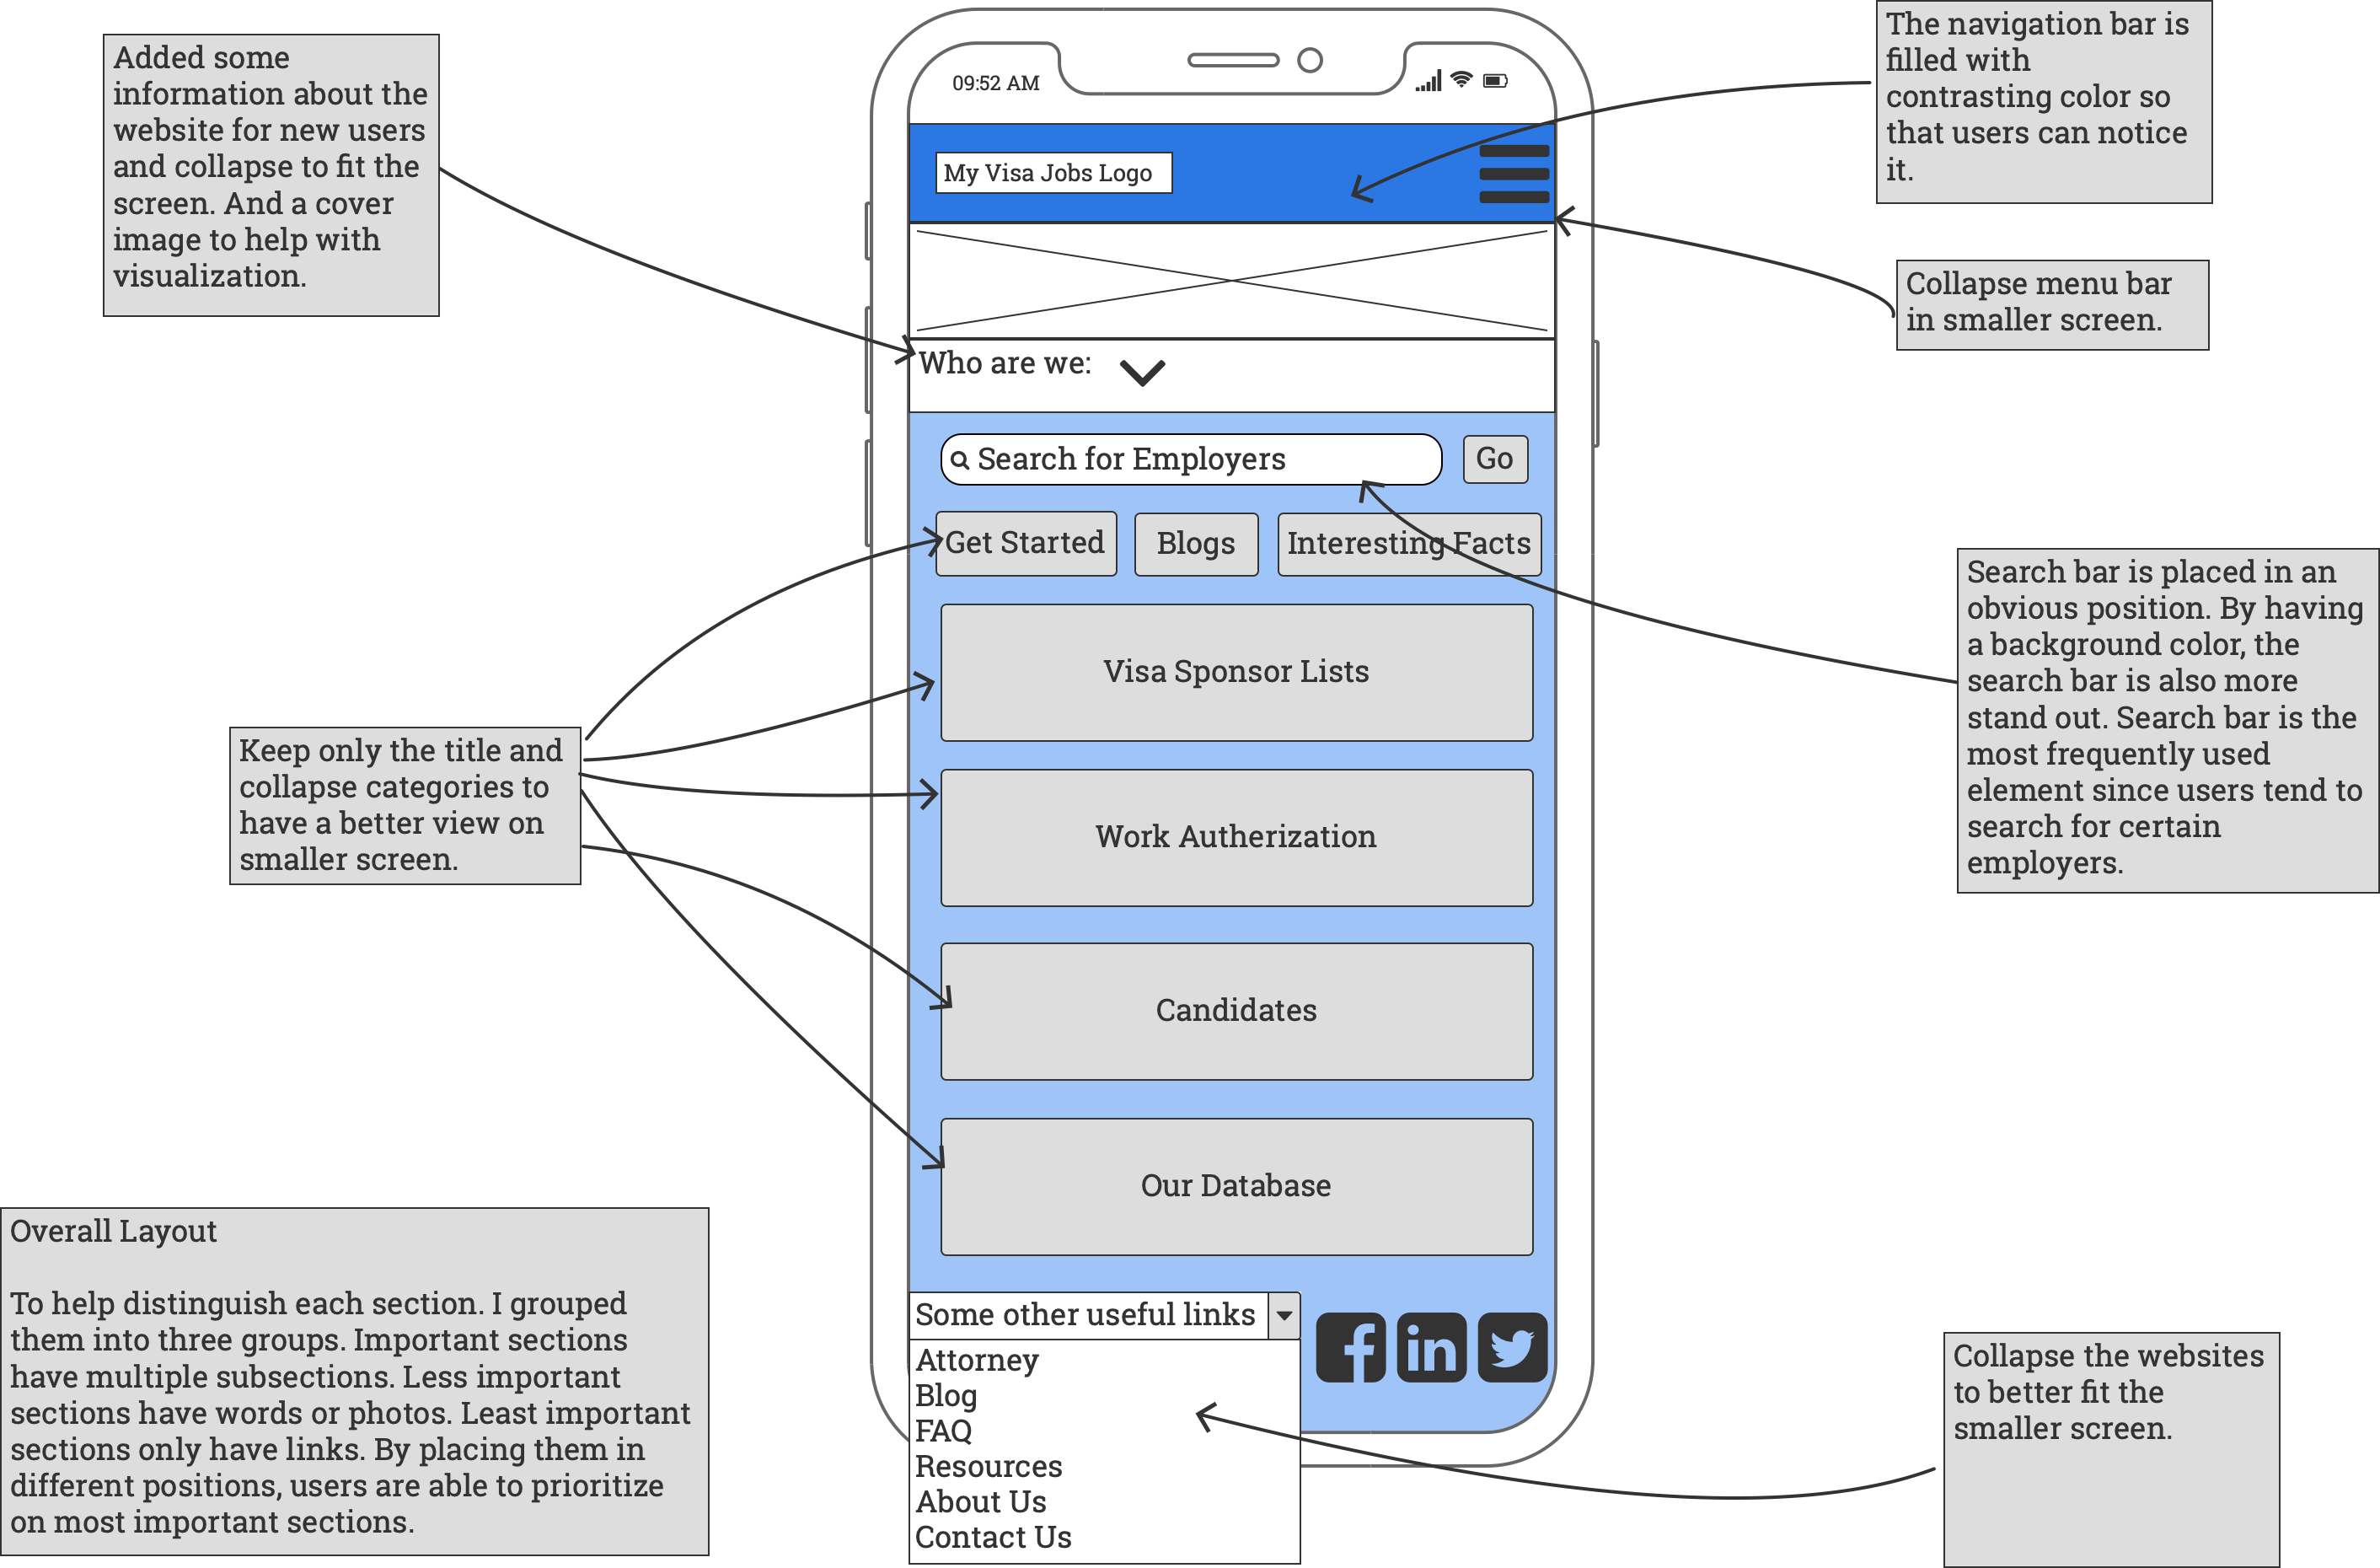 Added some
information about the
website for new users
and collapse to fit the
screen. And a cover
image to help with
visualization.
The navigation bar is
filled with
contrasting color so
that users can notice
it.
Collapse menu bar
in smaller screen.
09:52 AM
My Visa Jobs Logo
Who are we:
Search for Employers
Go
Get Started
Blogs
Interesting Facts
Visa Sponsor Lists
Work Autherization
Candidates
Our Database
Search bar is placed in an
obvious position. By having
a background color, the
search bar is also more
stand out. Search bar is the
most frequently used
element since users tend to
search for certain
employers.
Keep only the title and
collapse categories to
have a better view on
smaller screen.
Overall Layout
To help distinguish each section. I grouped
them into three groups. Important sections
have multiple subsections. Less important
sections have words or photos. Least important
sections only have links. By placing them in
different positions, users are able to prioritize
on most important sections.
Some other useful links
Attorney
Blog
FAQ
Resources
About Us
Contact Us
f
in
Collapse the websites
to better fit the
smaller screen.